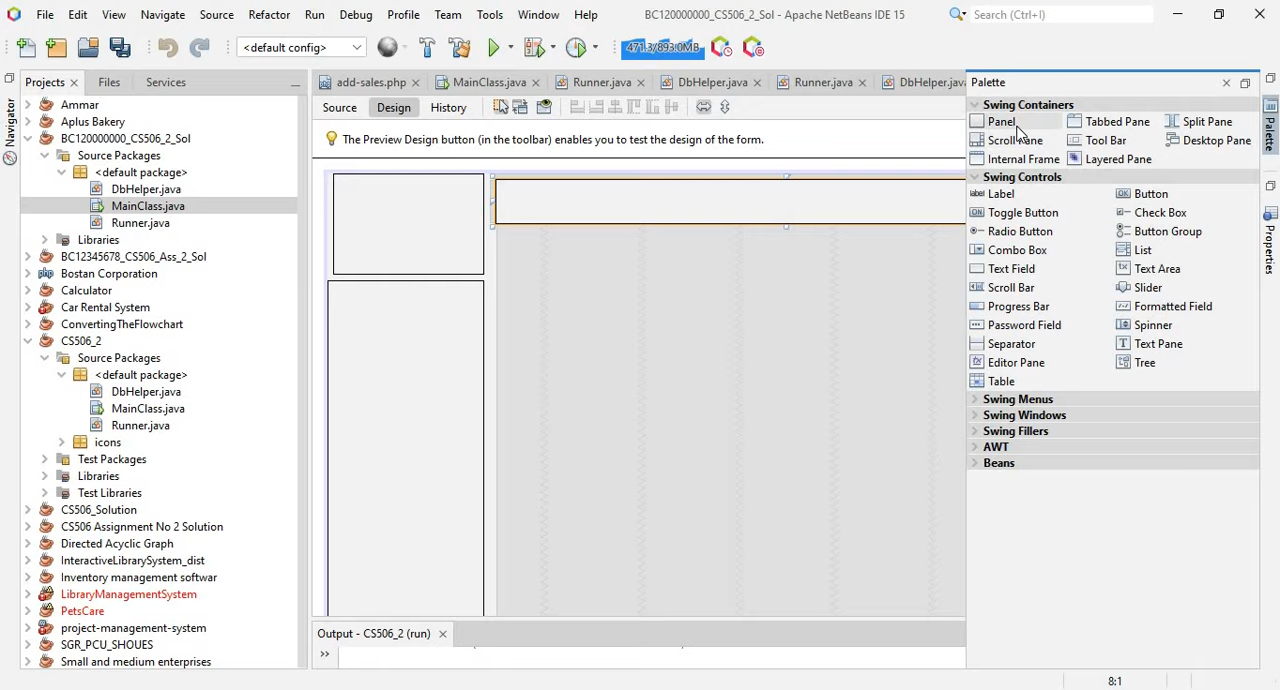 File Edit View Navigate Source Refactor Run Debug Profile Team Tools Window Help BC120000000_CS506_2_Sol - Apache NetBeans IDE 15 Search (Ctrl+I)
<default config> 471.3/893.0MB
Projects Files Services add-sales.php MainClass.java Runner.java DbHelper.java Runner.java DbHelper.java Palette
Navigator
Ammar
Aplus Bakery
BC120000000_CS506_2_Sol
Source Packages
<default package>
DbHelper.java
MainClass.java
Runner.java
Libraries
BC12345678_CS506_Ass_2_Sol
Bostan Corporation
Calculator
Car Rental System
ConvertingTheFlowchart
CS506_2
Source Packages
<default package>
DbHelper.java
MainClass.java
Runner.java
icons
Test Packages
Libraries
Test Libraries
CS506_Solution
CS506 Assignment No 2 Solution
Directed Acyclic Graph
InteractiveLibrarySystem_dist
Inventory management softwar
LibraryManagementSystem
PetsCare
project-management-system
SGR_PCU_SHOUES
Small and medium enterprises
Source Design History
The Preview Design button (in the toolbar) enables you to test the design of the form.
Output - CS506_2 (run)
Swing Containers
Panel Tabbed Pane Split Pane
Scroll Pane Tool Bar Desktop Pane
Internal Frame Layered Pane
Swing Controls
Label Button
Toggle Button Check Box
Radio Button Button Group
Combo Box List
Text Field Text Area
Scroll Bar Slider
Progress Bar Formatted Field
Password Field Spinner
Separator Text Pane
Editor Pane Tree
Table
Swing Menus
Swing Windows
Swing Fillers
AWT
Beans
Palette
Properties
8:1